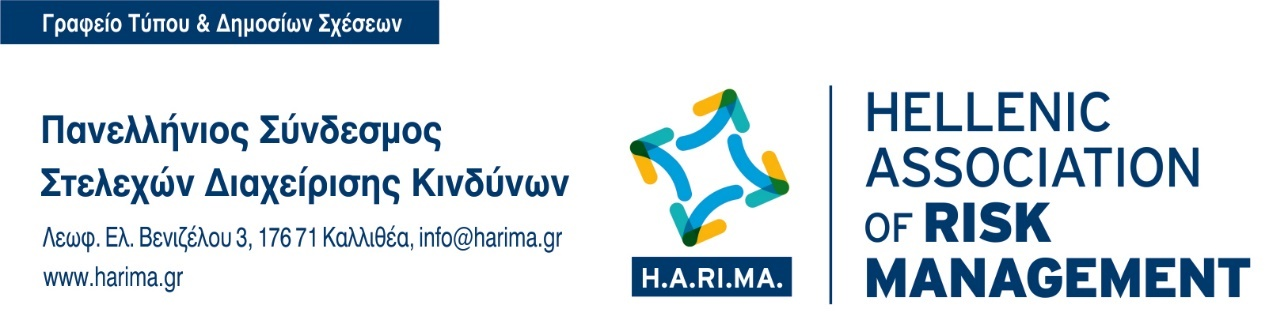 Γραφείο Τύπου & Δημοσίων Σχέσεων
Πανελλήνιος Σύνδεσμος
Στελεχών Διαχείρισης Κινδύνων
Λεωφ. Ελ. Βενιζέλου 3, 176 71 Καλλιθέα, info@harima.gr
www.harima.gr
H.A.RI.MA.
HELLENIC
ASSOCIATION
OF RISK
MANAGEMENT